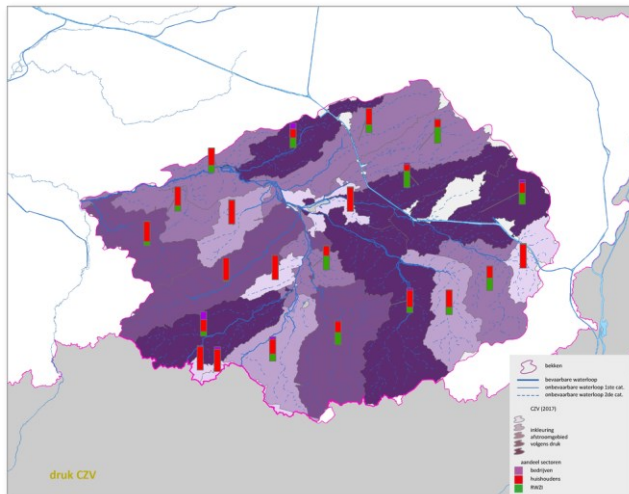 bekken
bevaarbare waterloop
onbevaarbare waterloop 1ste cat.
onbevaarbare waterloop 2de cat.
CZV (2017)
inkleuring
afstroomgebied
volgens druk
aandeel sectoren
bedrijven
huishoudens
RWZI
druk CZV